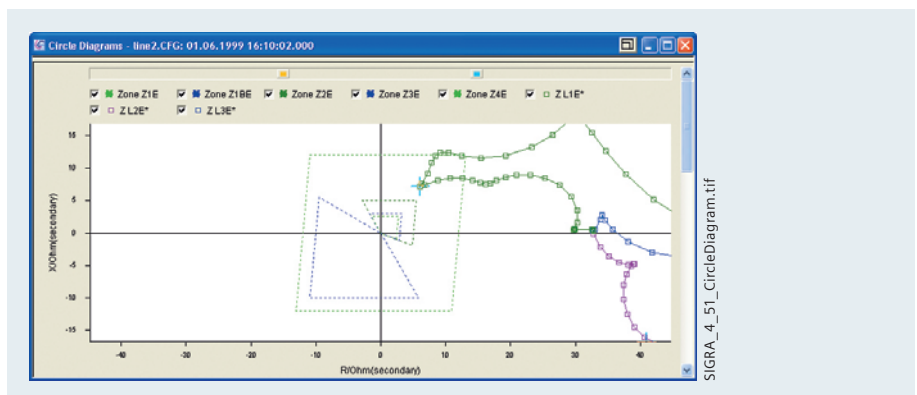 Circle Diagrams - line2.CFG: 01.06.1999 16:10:02.000
Zone Z1E Zone Z1BE Zone Z2E Zone Z3E Zone Z4E Z L1E*
Z L2E* Z L3E*
15
10
5
0
-5
-10
-15
X/Ohm(secondary)
-40 -30 -20 -10 0 10 20 30 40
R/Ohm(secondary)
SIGRA_4_51_CircleDiagram.tif